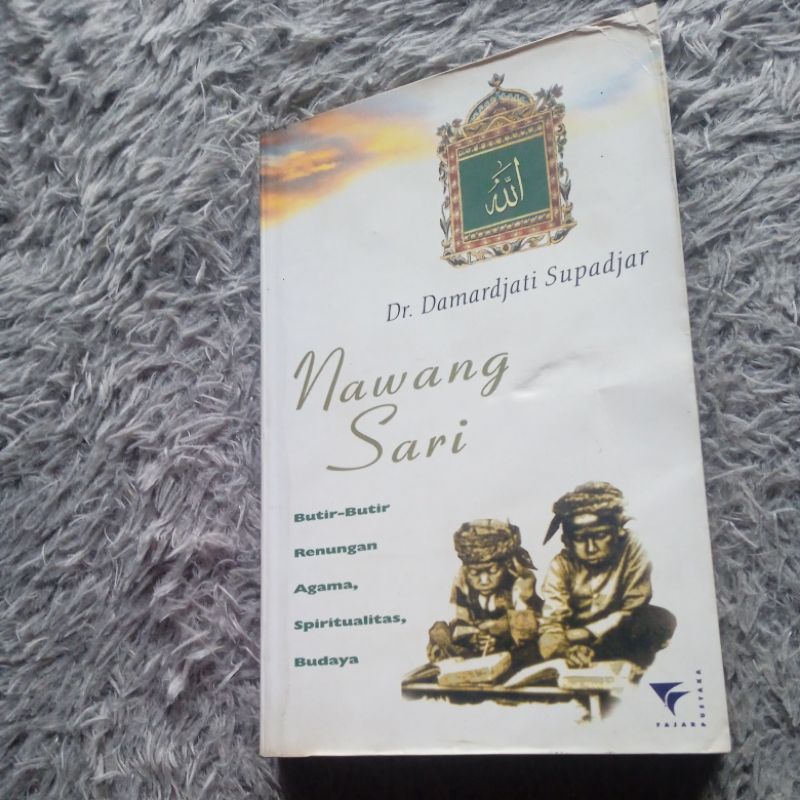 الله
Dr. Damardjati Supadjar
Nawang
Sari
Butir-Butir
Renungan
Agama,
Spiritualitas,
Budaya
FAJAR PUSTAKA